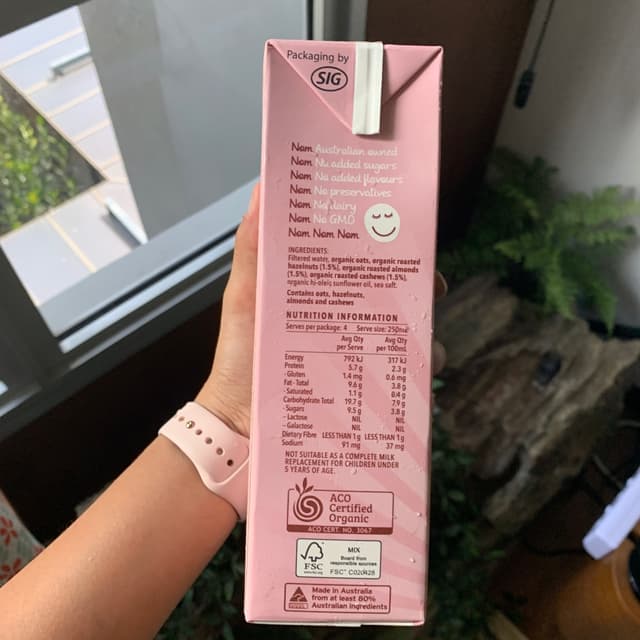 Packaging by
SIG
Nom Australian owned
Nom No added sugars
Nom No added flavours
Nom No preservatives
Nom No dairy
Nom No GMO
Nom Nom Nom
INGREDIENTS:
Filtered water, organic oats, organic roasted
hazelnuts (1.5%), organic roasted almonds
(1.5%), organic roasted cashews (1.5%),
organic hi-oleic sunflower oil, sea salt.
Contains oats, hazelnuts,
almonds and cashews
NUTRITION INFORMATION
Serves per package: 4 Serve size: 250ml
Avg Qty per Serve Avg Qty per 100mL
Energy 792 kJ 317 kJ
Protein 5.7 g 2.3 g
-Gluten 1.4 mg 0.6 mg
Fat - Total 9.6 g 3.8 g
-Saturated 1.1 g 0.4 g
Carbohydrate Total 19.7 g 7.9 g
-Sugars 9.5 g 3.8 g
-Lactose NIL NIL
-Galactose NIL NIL
Dietary Fibre LESS THAN 1g LESS THAN 1g
Sodium 91 mg 37 mg
NOT SUITABLE AS A COMPLETE MILK
REPLACEMENT FOR CHILDREN UNDER
5 YEARS OF AGE.
ACO
Certified
Organic
ACO CERT. NO. 3067
FSC
MIX
Board from
responsible sources
FSC® C020428
Made in Australia
from at least 80%
Australian ingredients